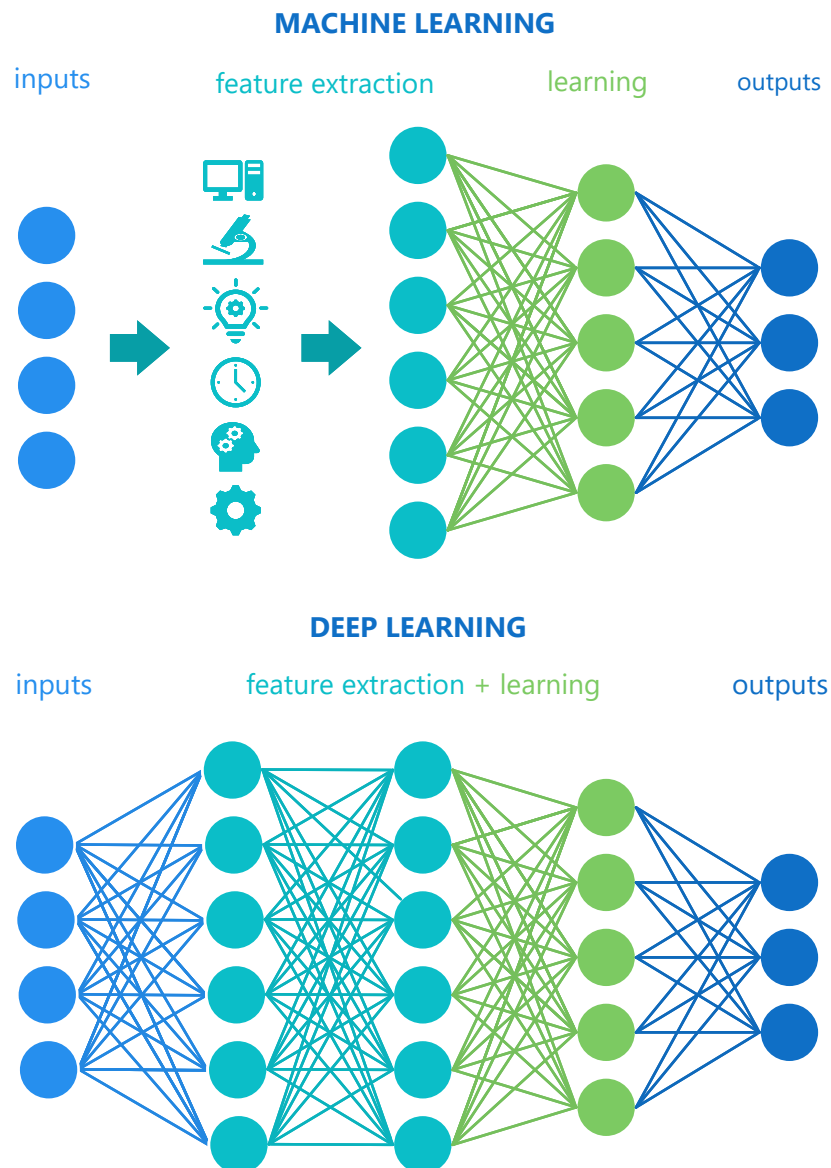 MACHINE LEARNING
inputs
feature extraction
learning
outputs
DEEP LEARNING
inputs
feature extraction + learning
outputs